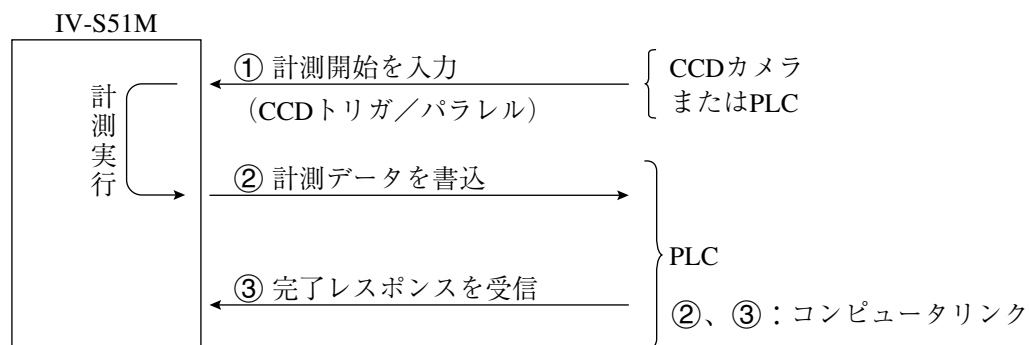 IV-S51M
① 計測開始を入力
（CCDトリガ／パラレル）
CCDカメラ
またはPLC
計測実行
② 計測データを書込
PLC
③ 完了レスポンスを受信
②、③：コンピュータリンク